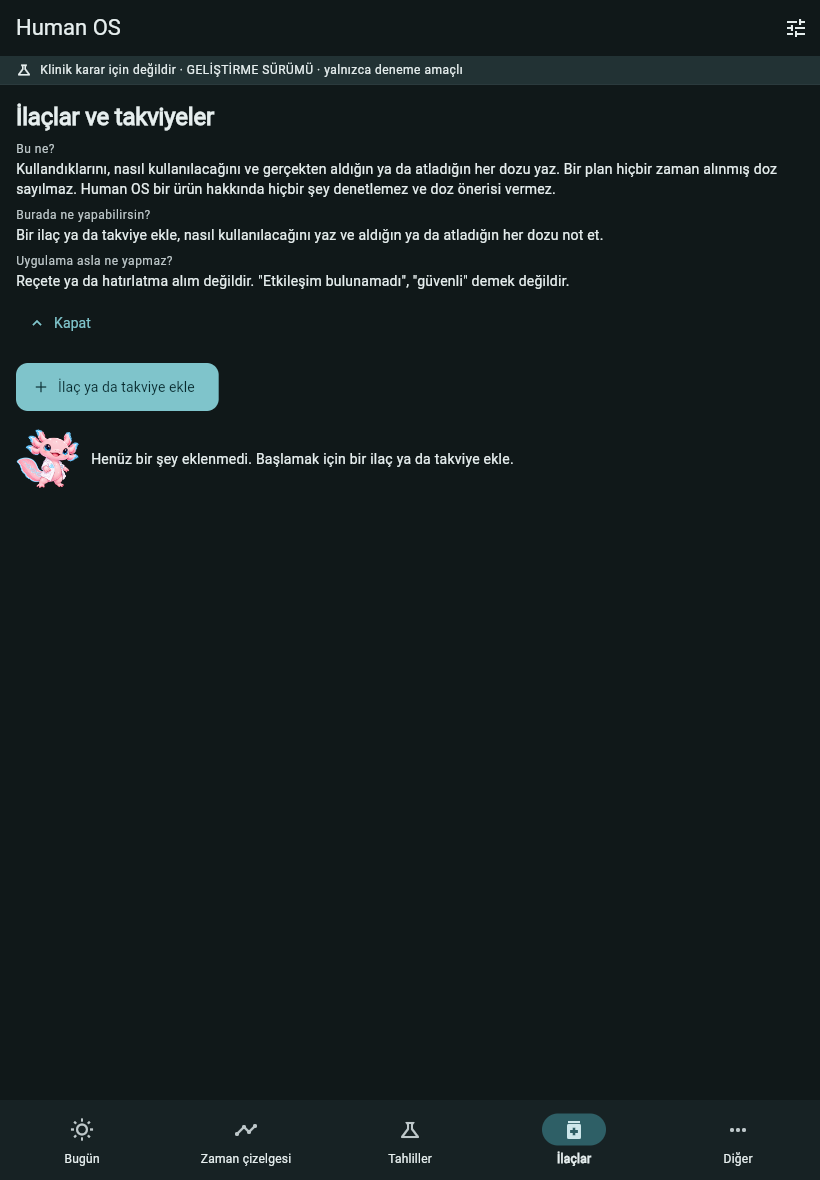 Human OS
Klinik karar için değildir · GELİŞTİRME SÜRÜMÜ · yalnızca deneme amaçlı
İlaçlar ve takviyeler
Bu ne?
Kullandıklarını, nasıl kullanılacağını ve gerçekten aldığın ya da atladığın her dozu yaz. Bir plan hiçbir zaman alınmış doz
sayılmaz. Human OS bir ürün hakkında hiçbir şey denetlemez ve doz önerisi vermez.
Burada ne yapabilirsin?
Bir ilaç ya da takviye ekle, nasıl kullanılacağını yaz ve aldığın ya da atladığın her dozu not et.
Uygulama asla ne yapmaz?
Reçete ya da hatırlatma alım değildir. "Etkileşim bulunamadı", "güvenli" demek değildir.
Kapat
İlaç ya da takviye ekle
Henüz bir şey eklenmedi. Başlamak için bir ilaç ya da takviye ekle.
Bugün
Zaman çizelgesi
Tahliller
İlaçlar
Diğer